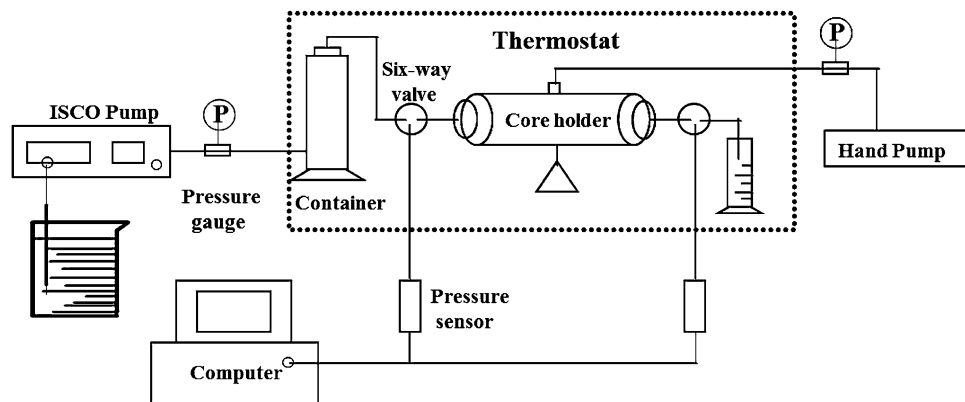 P
Thermostat
Six-way
valve
ISCO Pump
P
Core holder
Hand Pump
Container
Pressure
gauge
Pressure
sensor
Computer